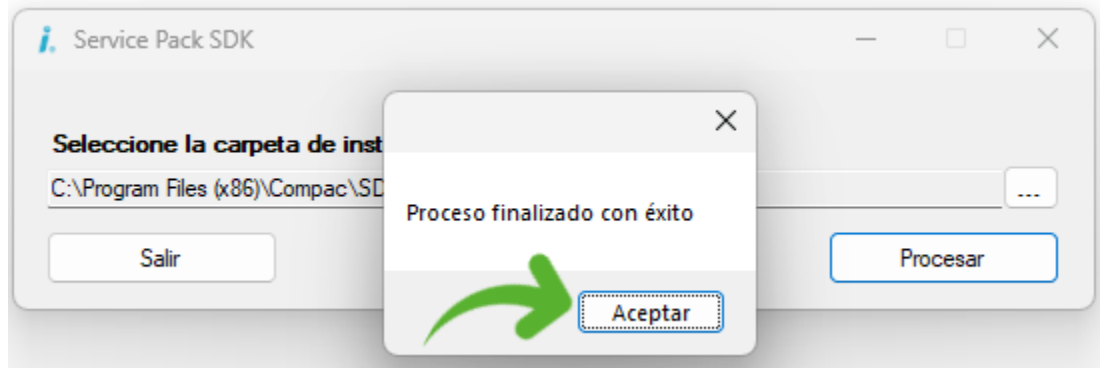 Service Pack SDK
Seleccione la carpeta de inst
C:\Program Files (x86)\Compac\SD
...
Proceso finalizado con éxito
Salir
Procesar
Aceptar